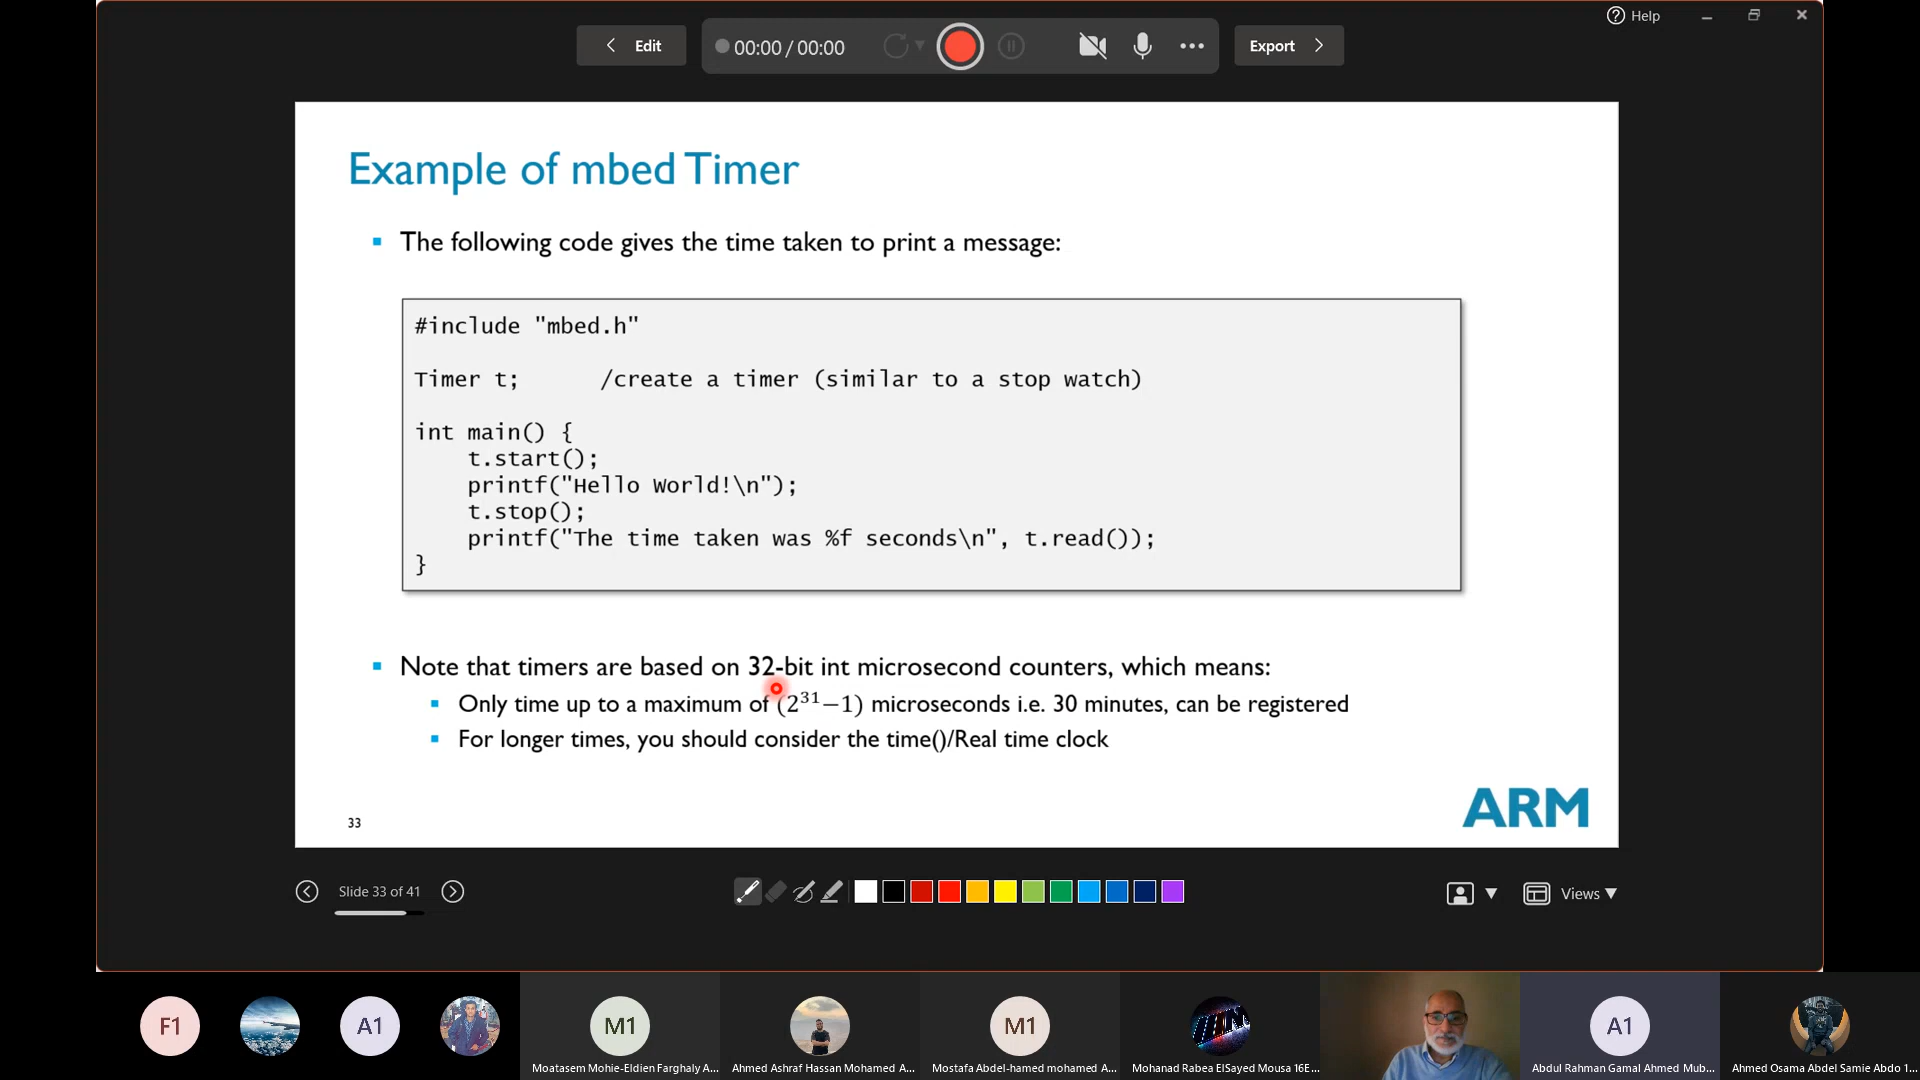 Help
Edit
00:00 / 00:00
Export
Example of mbed Timer
The following code gives the time taken to print a message:
#include "mbed.h"
Timer t; /create a timer (similar to a stop watch)
int main() {
t.start();
printf("Hello World!\n");
t.stop();
printf("The time taken was %f seconds\n", t.read());
}
Note that timers are based on 32-bit int microsecond counters, which means:
Only time up to a maximum of (2³¹−1) microseconds i.e. 30 minutes, can be registered
For longer times, you should consider the time()/Real time clock
ARM
33
Slide 33 of 41
Views
F1
A1
M1
M1
A1
Moatasem Mohie-Eldien Farghaly A...
Ahmed Ashraf Hassan Mohamed A...
Mostafa Abdel-hamed mohamed A...
Mohanad Rabea ElSayed Mousa 16E...
Abdul Rahman Gamal Ahmed Mub...
Ahmed Osama Abdel Samie Abdo 1...